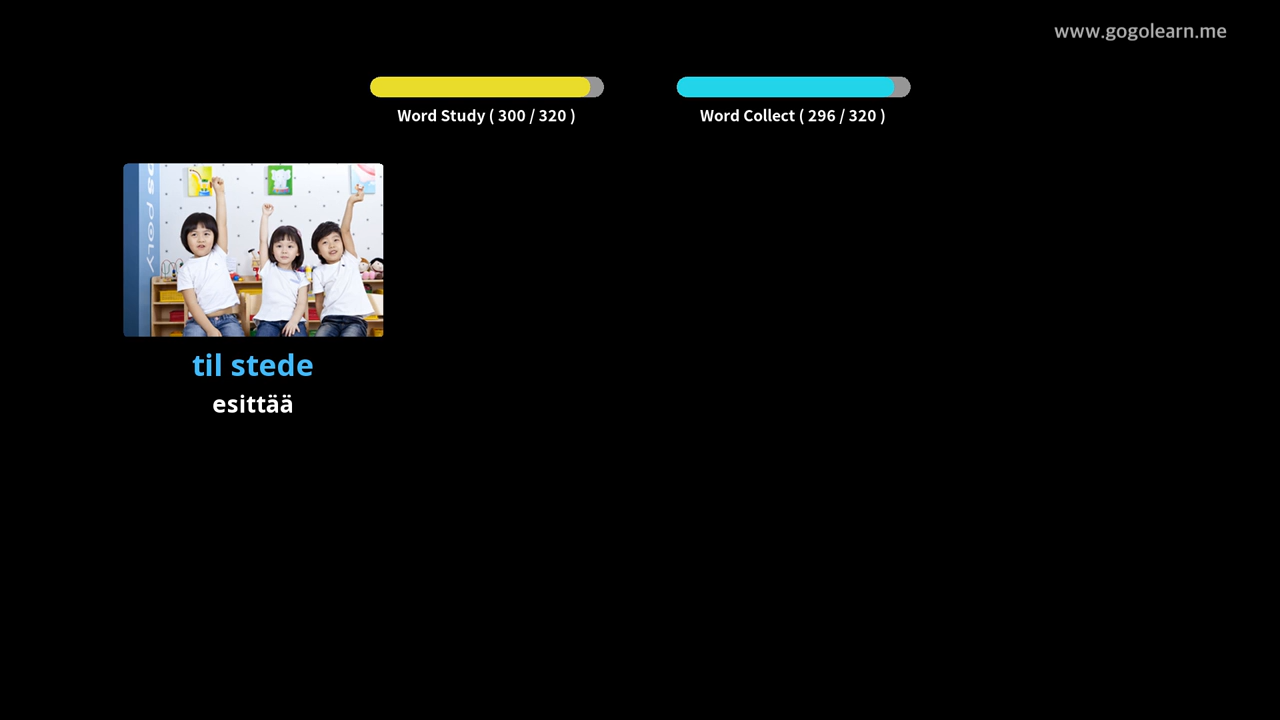 www.gogolearn.me
Word Study ( 300 / 320 )
Word Collect ( 296 / 320 )
til stede
esittää